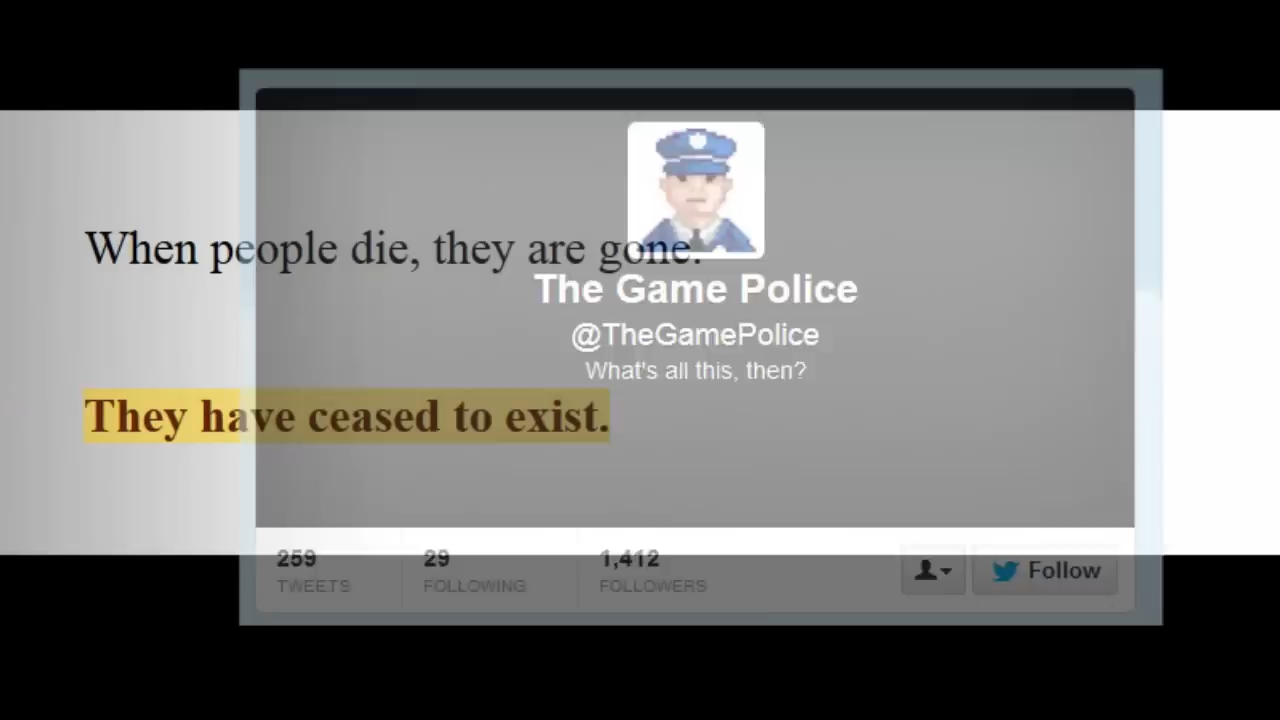 When people die, they are gone.
The Game Police
@TheGamePolice
What's all this, then?
They have ceased to exist.
259 29 1,412
TWEETS FOLLOWING FOLLOWERS
Follow